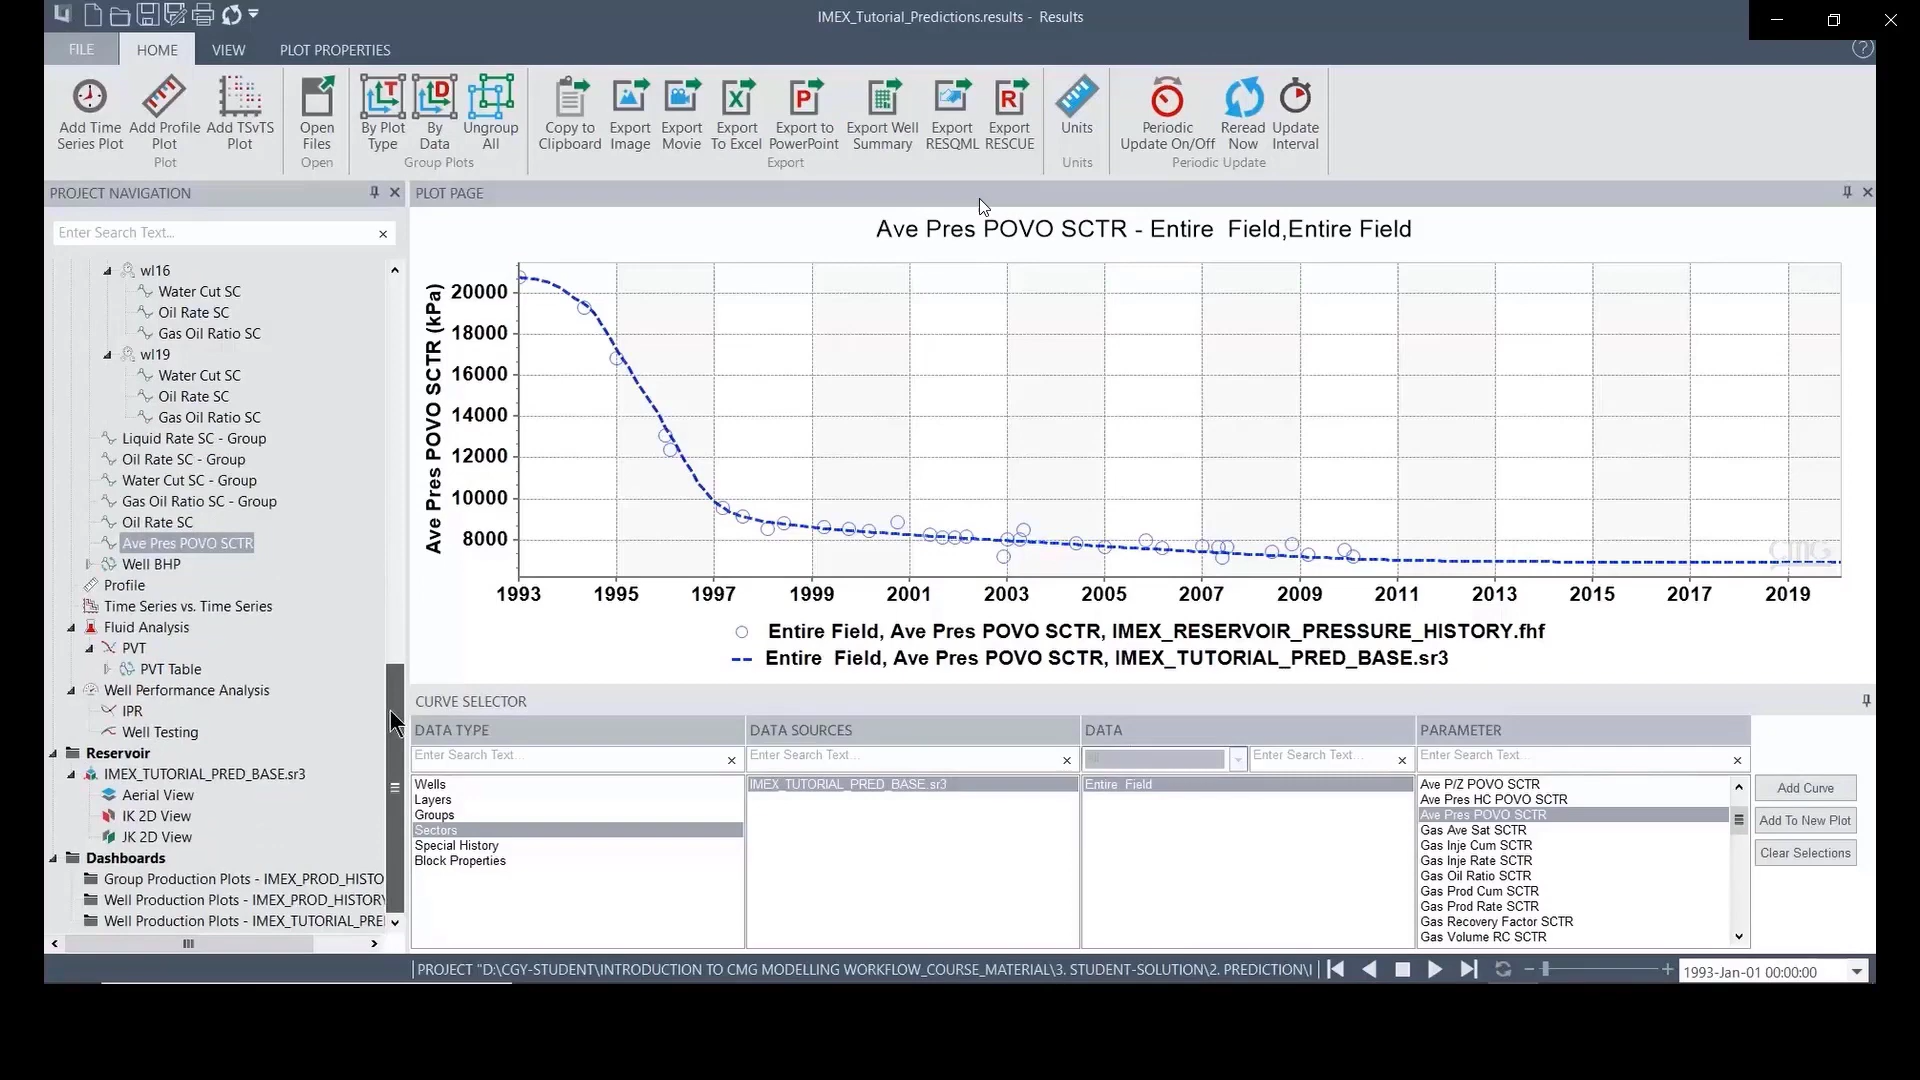 IMEX_Tutorial_Predictions.results - Results
FILE
HOME
VIEW
PLOT PROPERTIES
Add Time Series Plot
Add Profile Plot
Add TSvTS Plot
Plot
Open Files
Open
By Plot Type
By Data
Ungroup All
Group Plots
Copy to Clipboard
Export Image
Export Movie
Export To Excel
Export to PowerPoint
Export Well Summary
Export RESQML
Export RESCUE
Export
Units
Units
Periodic Update On/Off
Reread Now
Update Interval
Periodic Update
PROJECT NAVIGATION
Enter Search Text...
wl16
Water Cut SC
Oil Rate SC
Gas Oil Ratio SC
wl19
Water Cut SC
Oil Rate SC
Gas Oil Ratio SC
Liquid Rate SC - Group
Oil Rate SC - Group
Water Cut SC - Group
Gas Oil Ratio SC - Group
Oil Rate SC
Ave Pres POVO SCTR
Well BHP
Profile
Time Series vs. Time Series
Fluid Analysis
PVT
PVT Table
Well Performance Analysis
IPR
Well Testing
Reservoir
IMEX_TUTORIAL_PRED_BASE.sr3
Aerial View
IK 2D View
JK 2D View
Dashboards
Group Production Plots - IMEX_PROD_HISTO
Well Production Plots - IMEX_PROD_HISTORY
Well Production Plots - IMEX_TUTORIAL_PRE
PLOT PAGE
Ave Pres POVO SCTR - Entire Field,Entire Field
Ave Pres POVO SCTR (kPa)
20000
18000
16000
14000
12000
10000
8000
1993 1995 1997 1999 2001 2003 2005 2007 2009 2011 2013 2015 2017 2019
cmg
Entire Field, Ave Pres POVO SCTR, IMEX_RESERVOIR_PRESSURE_HISTORY.fhf
Entire Field, Ave Pres POVO SCTR, IMEX_TUTORIAL_PRED_BASE.sr3
CURVE SELECTOR
DATA TYPE
Enter Search Text...
Wells
Layers
Groups
Sectors
Special History
Block Properties
DATA SOURCES
Enter Search Text...
IMEX_TUTORIAL_PRED_BASE.sr3
DATA
Enter Search Text...
Entire Field
PARAMETER
Enter Search Text...
Ave P/Z POVO SCTR
Ave Pres HC POVO SCTR
Ave Pres POVO SCTR
Gas Ave Sat SCTR
Gas Inje Cum SCTR
Gas Inje Rate SCTR
Gas Oil Ratio SCTR
Gas Prod Cum SCTR
Gas Prod Rate SCTR
Gas Recovery Factor SCTR
Gas Volume RC SCTR
Add Curve
Add To New Plot
Clear Selections
PROJECT "D:\CGY-STUDENT\INTRODUCTION TO CMG MODELLING WORKFLOW_COURSE_MATERIAL\3. STUDENT-SOLUTION\2. PREDICTION\I
1993-Jan-01 00:00:00